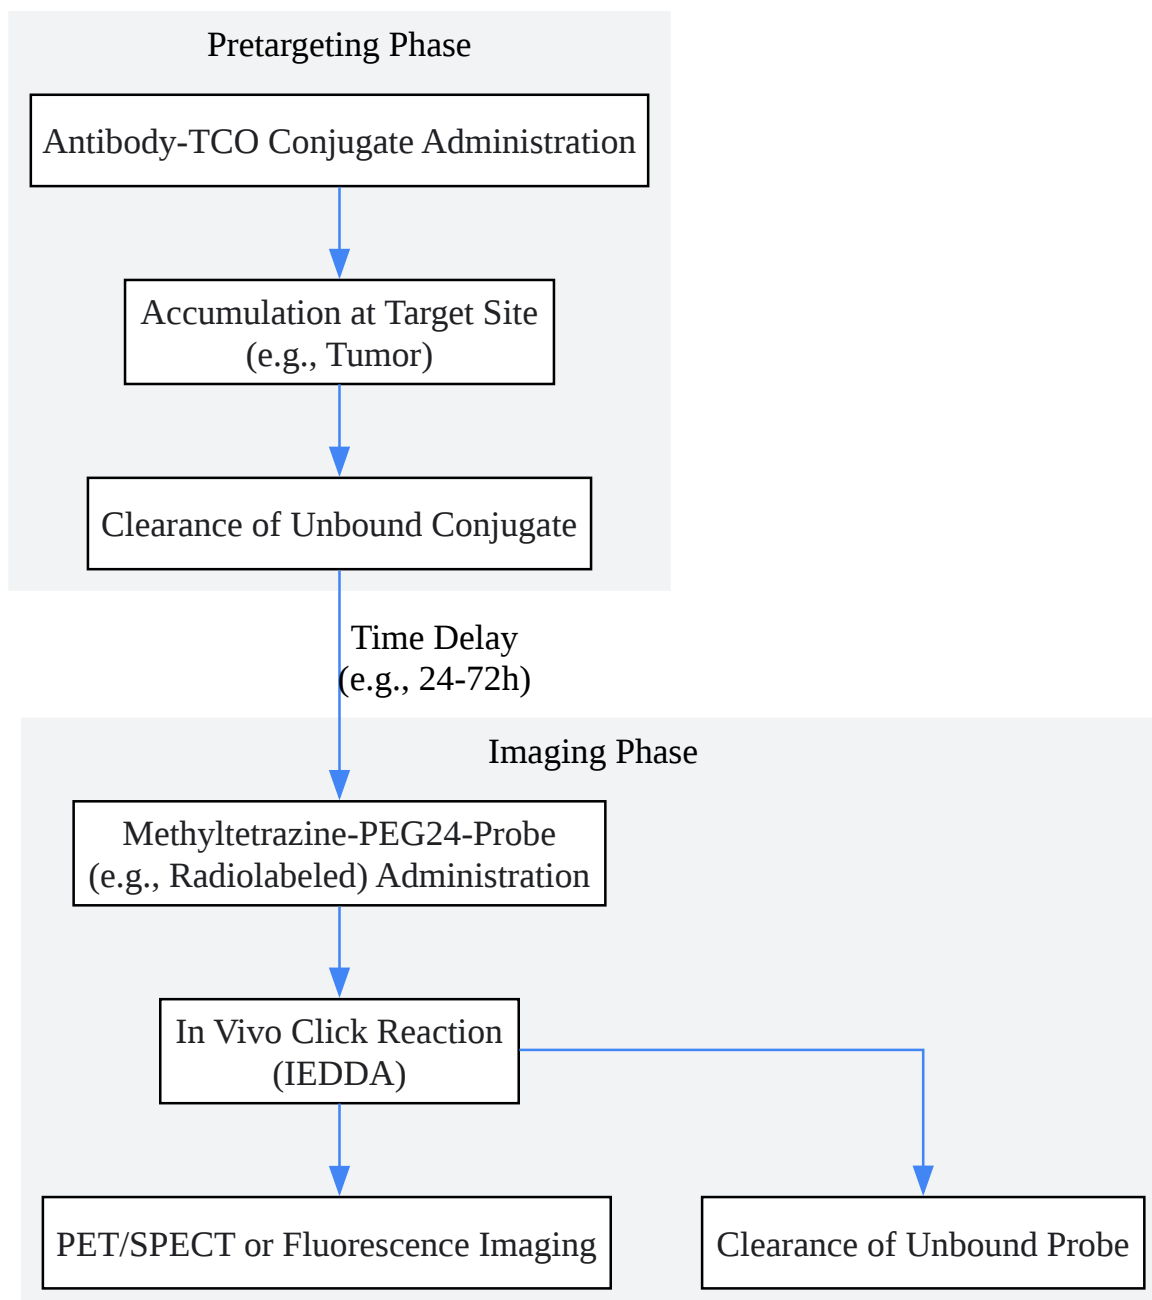 Pretargeting Phase
Antibody-TCO Conjugate Administration
Accumulation at Target Site
(e.g., Tumor)
Clearance of Unbound Conjugate
Time Delay
(e.g., 24-72h)
Imaging Phase
Methyltetrazine-PEG24-Probe
(e.g., Radiolabeled) Administration
In Vivo Click Reaction
(IEDDA)
PET/SPECT or Fluorescence Imaging
Clearance of Unbound Probe